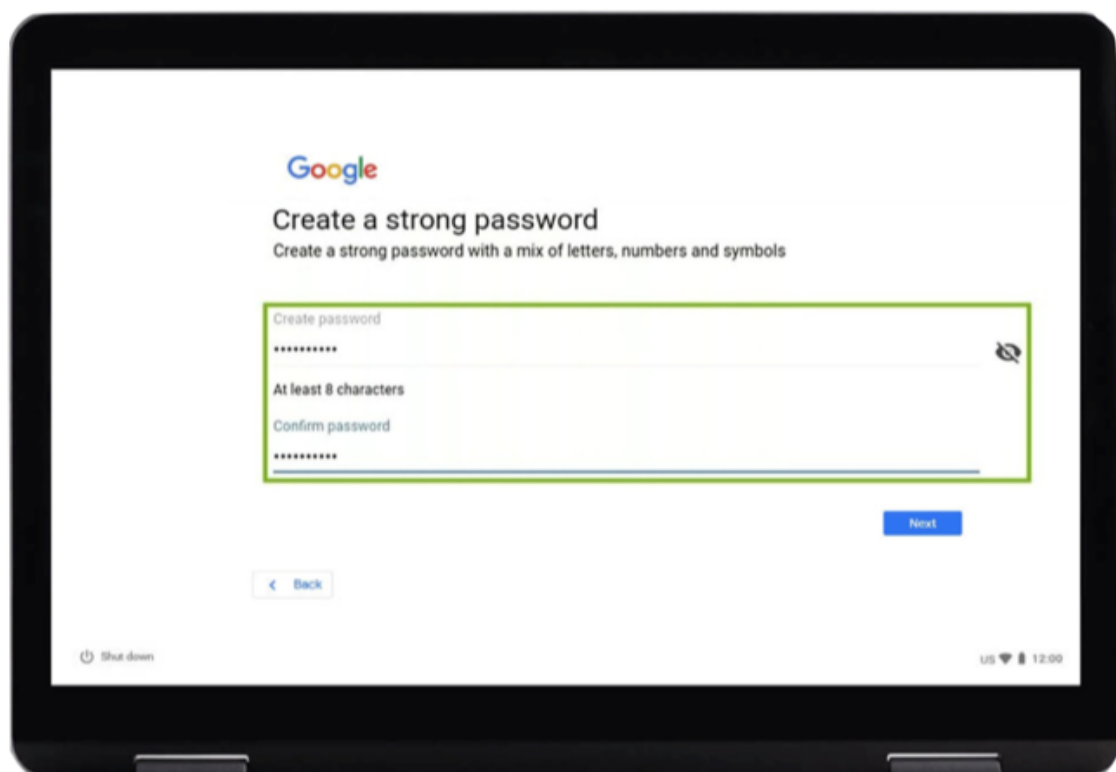 Google
Create a strong password
Create a strong password with a mix of letters, numbers and symbols
Create password
••••••••••
At least 8 characters
Confirm password
••••••••••
Next
Back
Shut down
US 12:00